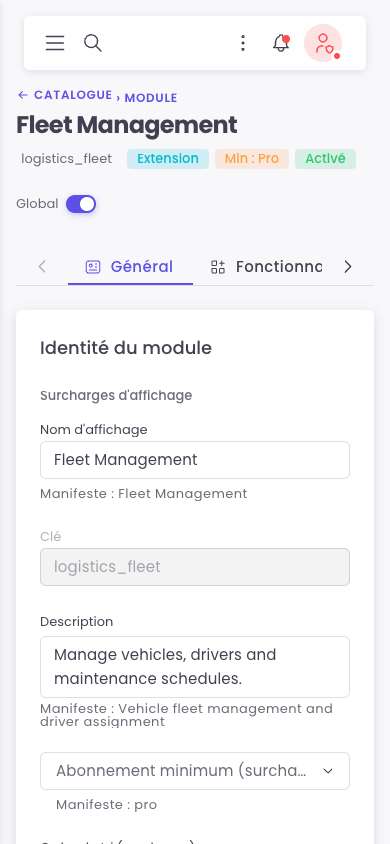 ← CATALOGUE › MODULE
Fleet Management
logistics_fleet Extension Min : Pro Activé
Global
Général Fonctionnc
Identité du module
Surcharges d'affichage
Nom d'affichage
Fleet Management
Manifeste : Fleet Management
Clé
logistics_fleet
Description
Manage vehicles, drivers and
maintenance schedules.
Manifeste : Vehicle fleet management and
driver assignment
Abonnement minimum (surcha...
Manifeste : pro